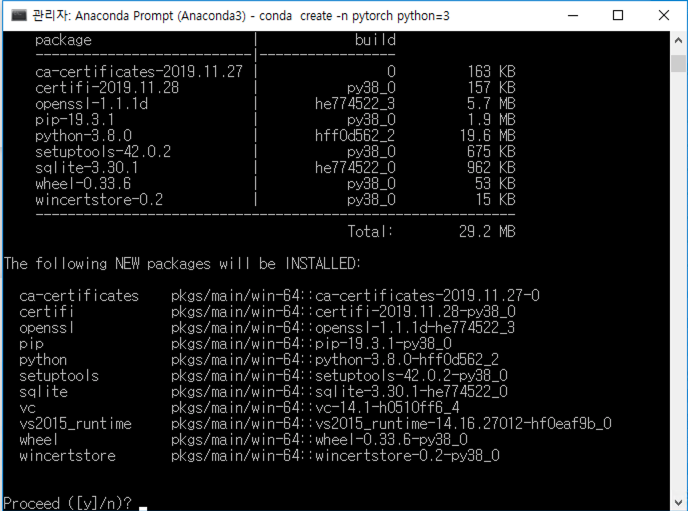 관리자: Anaconda Prompt (Anaconda3) - conda  create -n pytorch python=3
    package                    |            build
    ---------------------------|-----------------
    ca-certificates-2019.11.27 |                0         163 KB
    certifi-2019.11.28         |           py38_0         157 KB
    openssl-1.1.1d             |       he774522_3         5.7 MB
    pip-19.3.1                 |           py38_0         1.9 MB
    python-3.8.0               |       hff0d562_2        19.6 MB
    setuptools-42.0.2          |           py38_0         675 KB
    sqlite-3.30.1              |       he774522_0         962 KB
    wheel-0.33.6               |           py38_0          53 KB
    wincertstore-0.2           |           py38_0          15 KB
    ------------------------------------------------------------
                                           Total:        29.2 MB
The following NEW packages will be INSTALLED:
  ca-certificates    pkgs/main/win-64::ca-certificates-2019.11.27-0
  certifi            pkgs/main/win-64::certifi-2019.11.28-py38_0
  openssl            pkgs/main/win-64::openssl-1.1.1d-he774522_3
  pip                pkgs/main/win-64::pip-19.3.1-py38_0
  python             pkgs/main/win-64::python-3.8.0-hff0d562_2
  setuptools         pkgs/main/win-64::setuptools-42.0.2-py38_0
  sqlite             pkgs/main/win-64::sqlite-3.30.1-he774522_0
  vc                 pkgs/main/win-64::vc-14.1-h0510ff6_4
  vs2015_runtime     pkgs/main/win-64::vs2015_runtime-14.16.27012-hf0eaf9b_0
  wheel              pkgs/main/win-64::wheel-0.33.6-py38_0
  wincertstore       pkgs/main/win-64::wincertstore-0.2-py38_0
Proceed ([y]/n)?